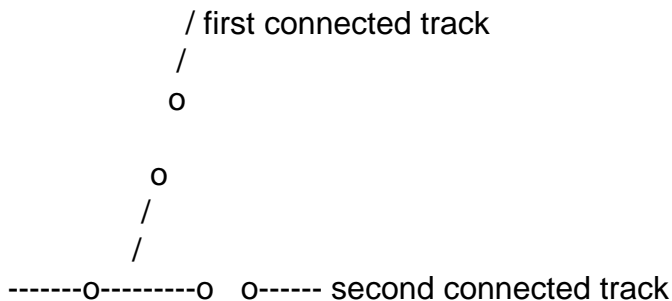 / first connected track
/
o
o
/
/
-------o---------o o------ second connected track